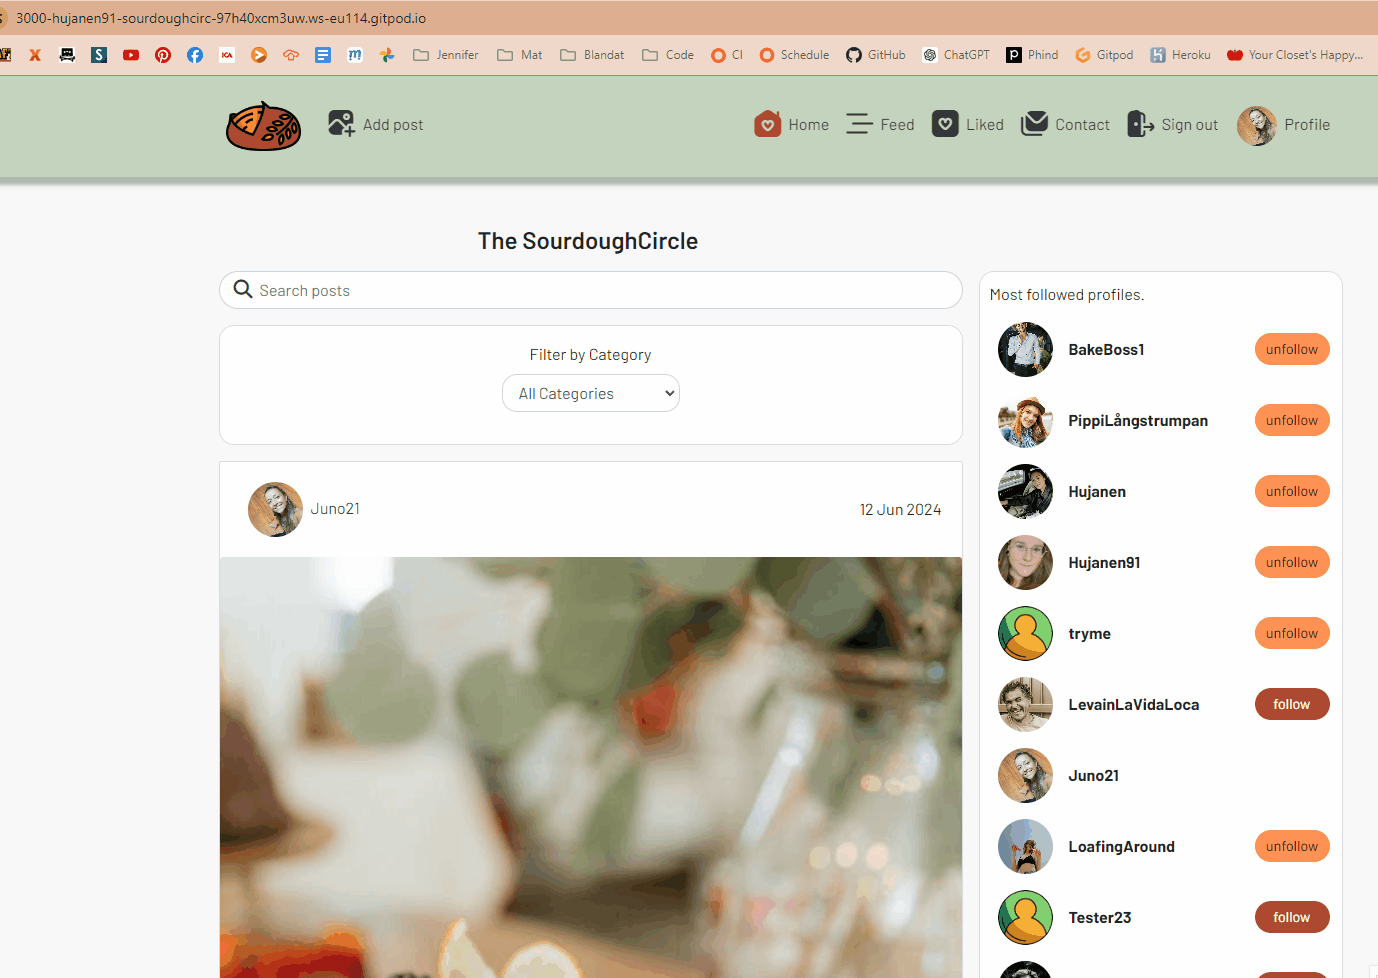 3000-hujanen91-sourdoughcirc-97h40xcm3uw.ws-eu114.gitpod.io
X S ICA m Jennifer Mat Blandat Code CI Schedule GitHub ChatGPT P Phind Gitpod H Heroku Your Closet's Happy...
Add post Home Feed Liked Contact Sign out Profile
The SourdoughCircle
Search posts
Filter by Category
All Categories
Juno21 12 Jun 2024
Most followed profiles.
BakeBoss1 unfollow
PippiLångstrumpan unfollow
Hujanen unfollow
Hujanen91 unfollow
tryme unfollow
LevainLaVidaLoca follow
Juno21
LoafingAround unfollow
Tester23 follow